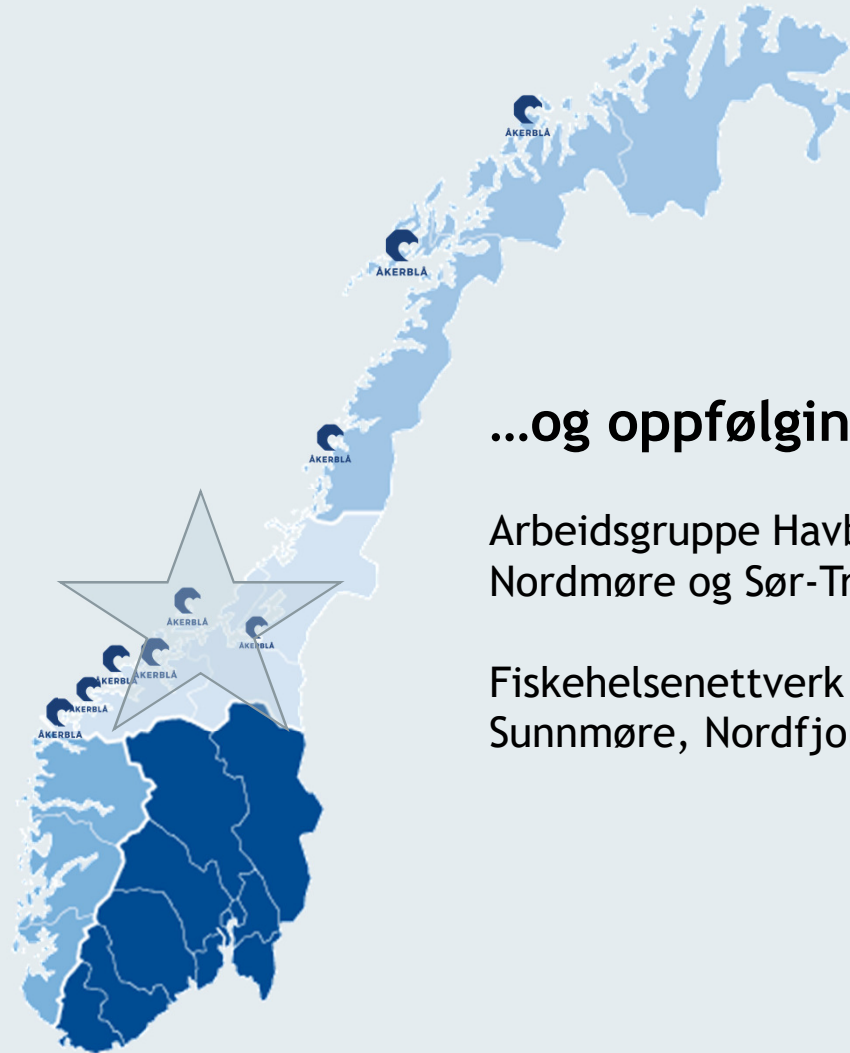 ÅKERBLÅ
ÅKERBLÅ
ÅKERBLÅ
…og oppfølgin
Arbeidsgruppe Havb
Nordmøre og Sør-Tr
ÅKERBLÅ
ÅKERBLÅ
ÅKERBLÅ
ÅKERBLÅ
ÅKERBLÅ
ÅKERBLÅ
Fiskehelsenettverk
Sunnmøre, Nordfjo